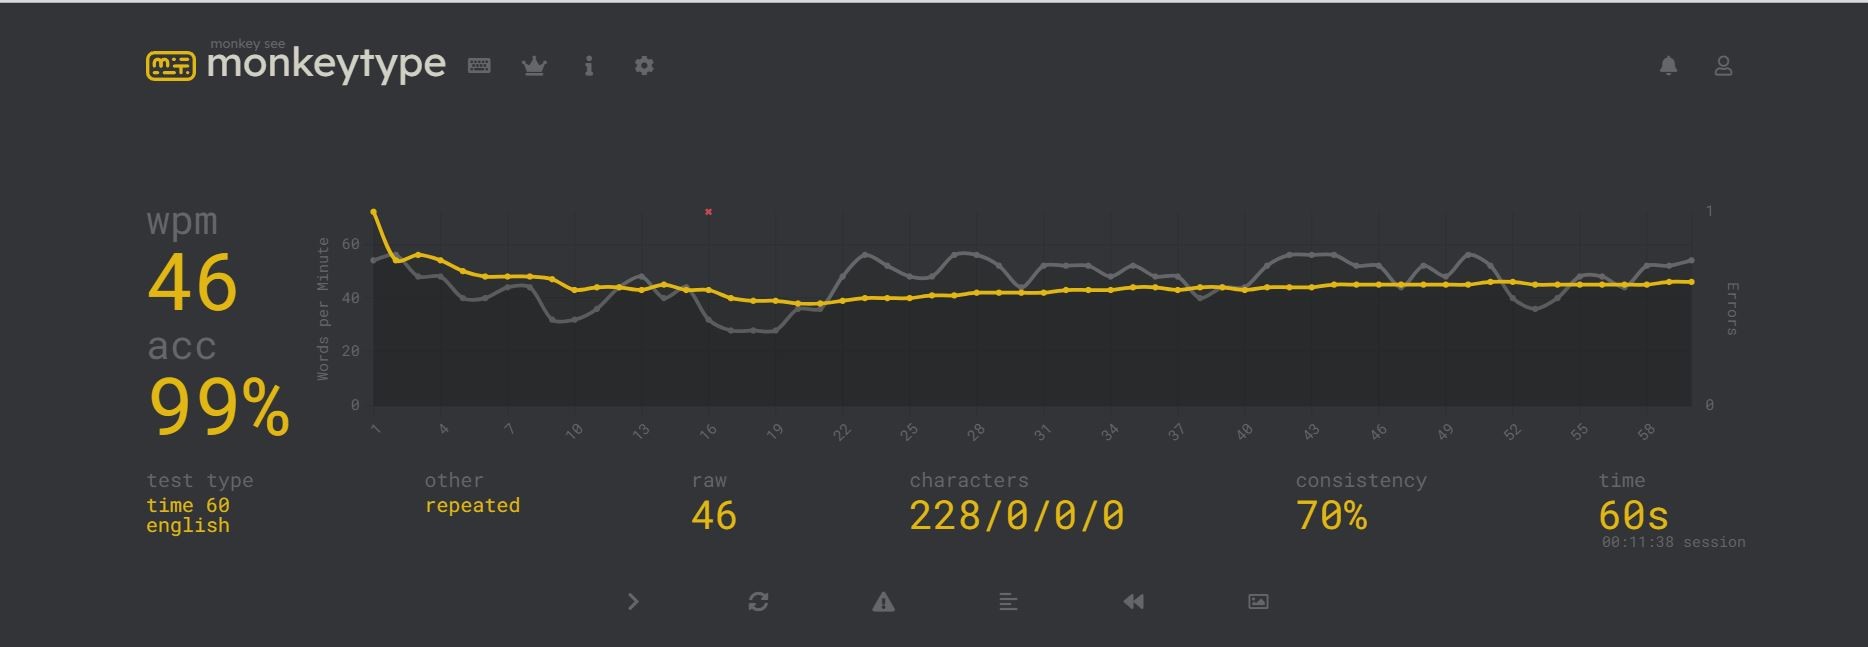 monkey see
monkeytype
wpm
46
acc
99%
Words per Minute
60
40
20
0
1
Errors
0
1 4 7 10 13 16 19 22 25 28 31 34 37 40 43 46 49 52 55 58
test type
time 60
english
other
repeated
raw
46
characters
228/0/0/0
consistency
70%
time
60s
00:11:38 session